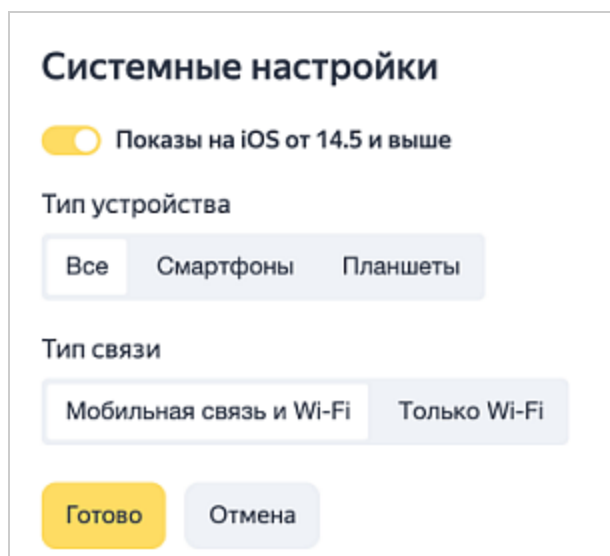 Системные настройки
Показы на iOS от 14.5 и выше
Тип устройства
Все Смартфоны Планшеты
Тип связи
Мобильная связь и Wi-Fi Только Wi-Fi
Готово Отмена